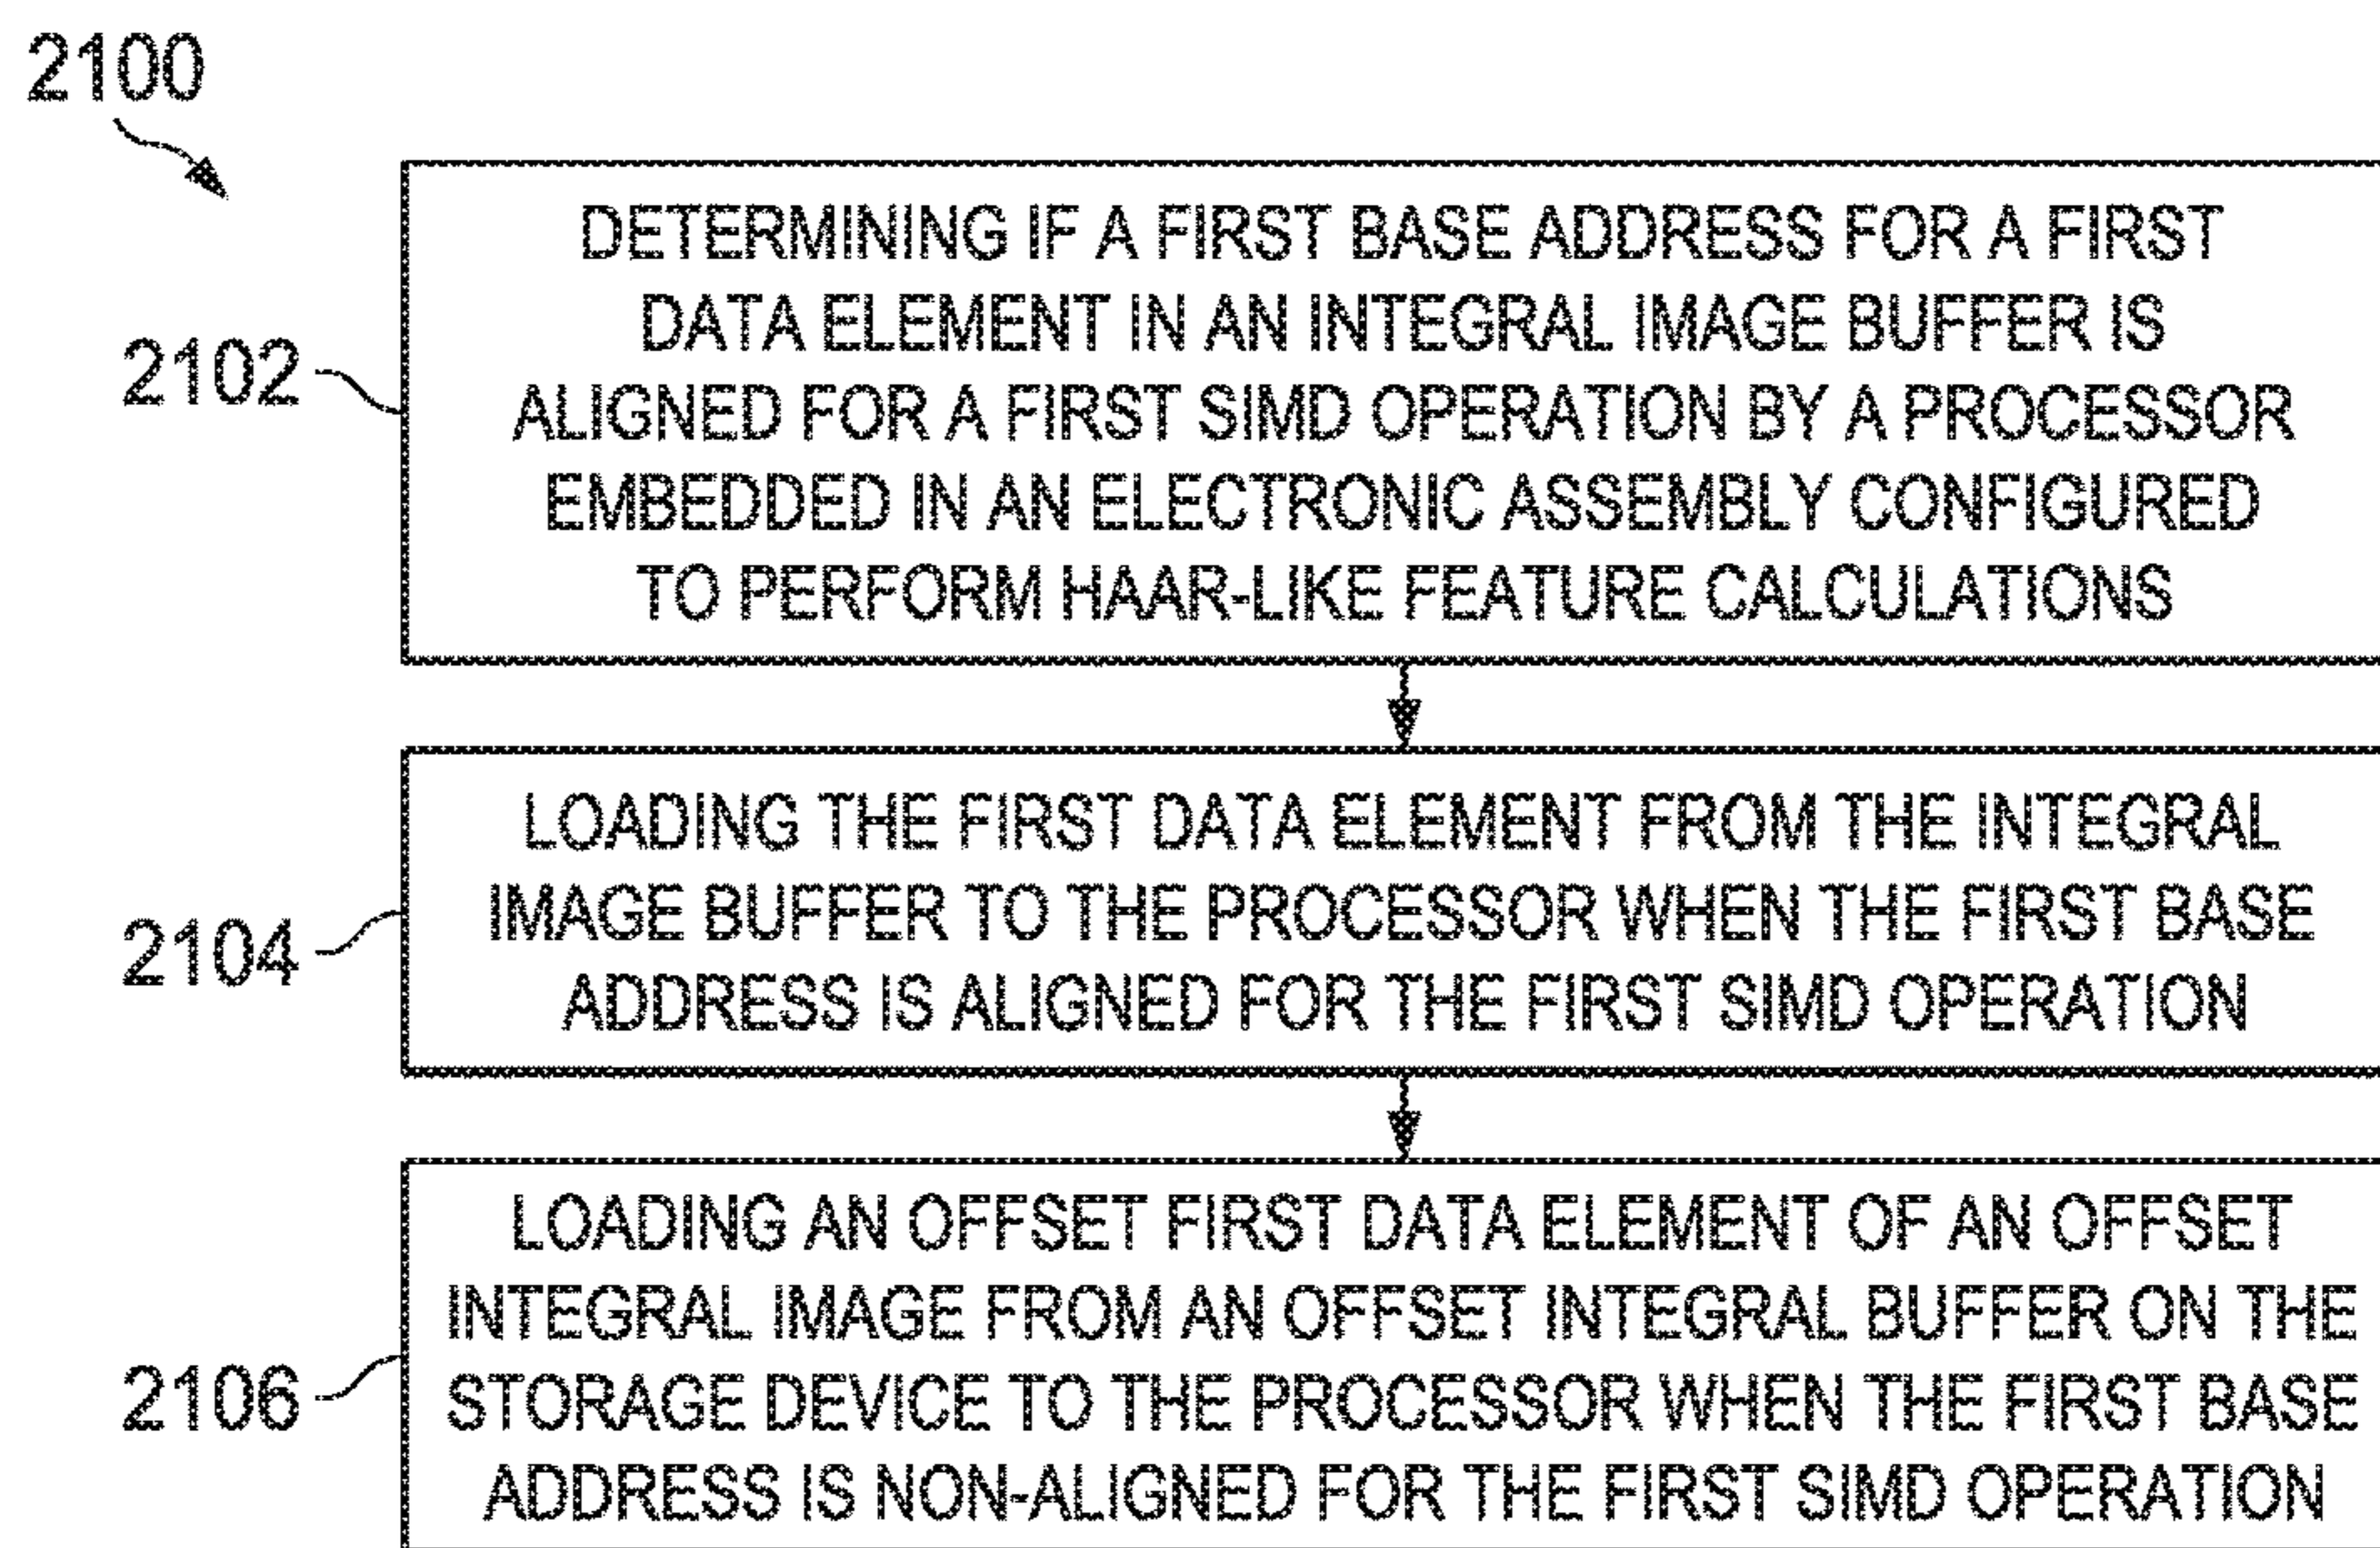 2100
2102
DETERMINING IF A FIRST BASE ADDRESS FOR A FIRST
DATA ELEMENT IN AN INTEGRAL IMAGE BUFFER IS
ALIGNED FOR A FIRST SIMD OPERATION BY A PROCESSOR
EMBEDDED IN AN ELECTRONIC ASSEMBLY CONFIGURED
TO PERFORM HAAR-LIKE FEATURE CALCULATIONS
2104
LOADING THE FIRST DATA ELEMENT FROM THE INTEGRAL
IMAGE BUFFER TO THE PROCESSOR WHEN THE FIRST BASE
ADDRESS IS ALIGNED FOR THE FIRST SIMD OPERATION
2106
LOADING AN OFFSET FIRST DATA ELEMENT OF AN OFFSET
INTEGRAL IMAGE FROM AN OFFSET INTEGRAL BUFFER ON THE
STORAGE DEVICE TO THE PROCESSOR WHEN THE FIRST BASE
ADDRESS IS NON-ALIGNED FOR THE FIRST SIMD OPERATION